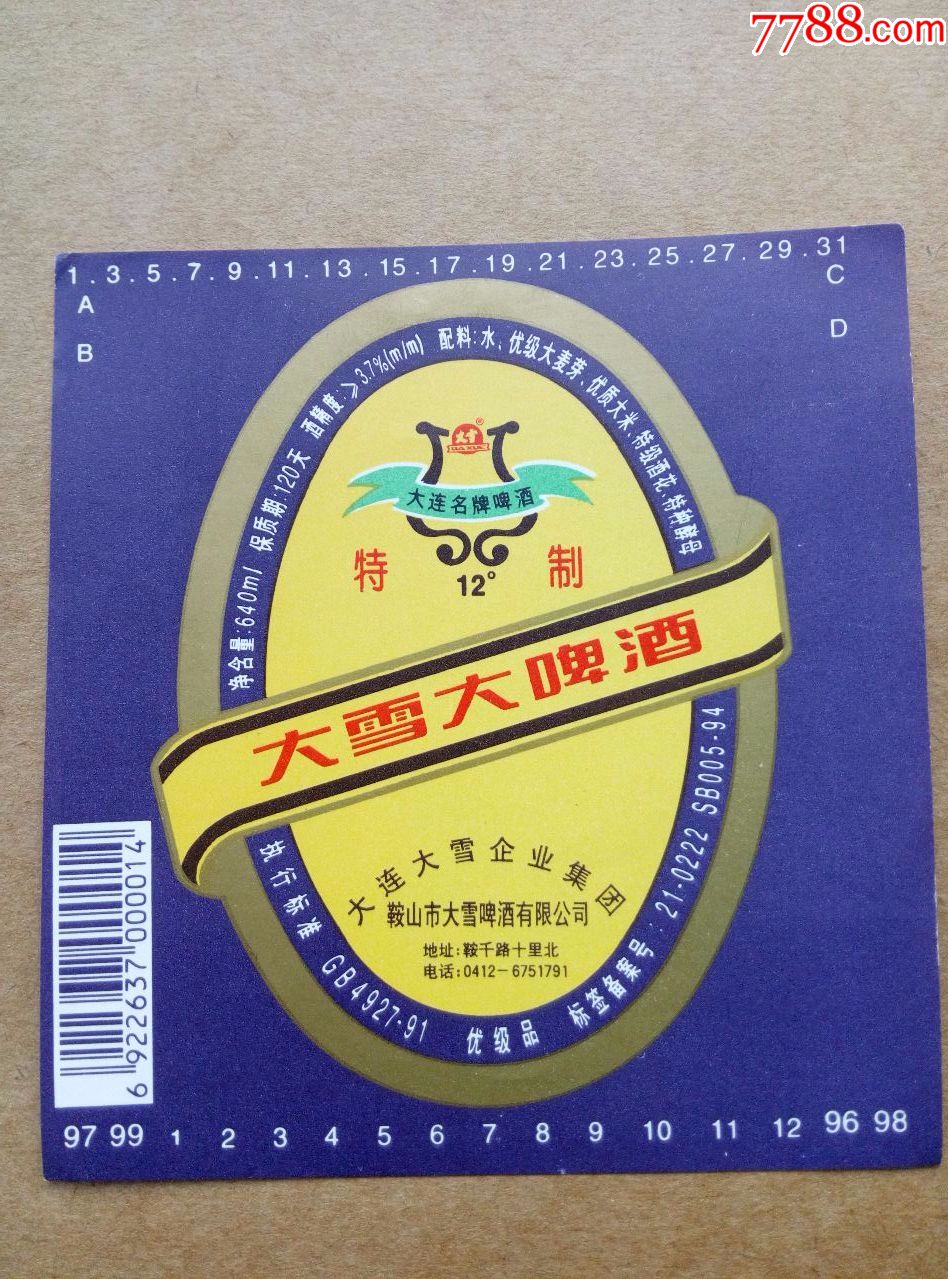 7788.com
1.3.5.7.9.11.13.15.17.19.21.23.25.27.29.31
A
C
B
D
净含量:640ml 保质期:120天 酒精度:≥3.7%(m/m) 配料:水、优级大麦芽、优质大米、特级酒花、特种酵母
大雪®
DA XUE
大连名牌啤酒
特 制
12°
大雪大啤酒
大连大雪企业集团
鞍山市大雪啤酒有限公司
地址:鞍千路十里北
电话:0412-6751791
执行标准 GB4927-91 优级品 标签备案号:21-0222 SB005-94
6 922637 000014
97 99 1 2 3 4 5 6 7 8 9 10 11 12 96 98